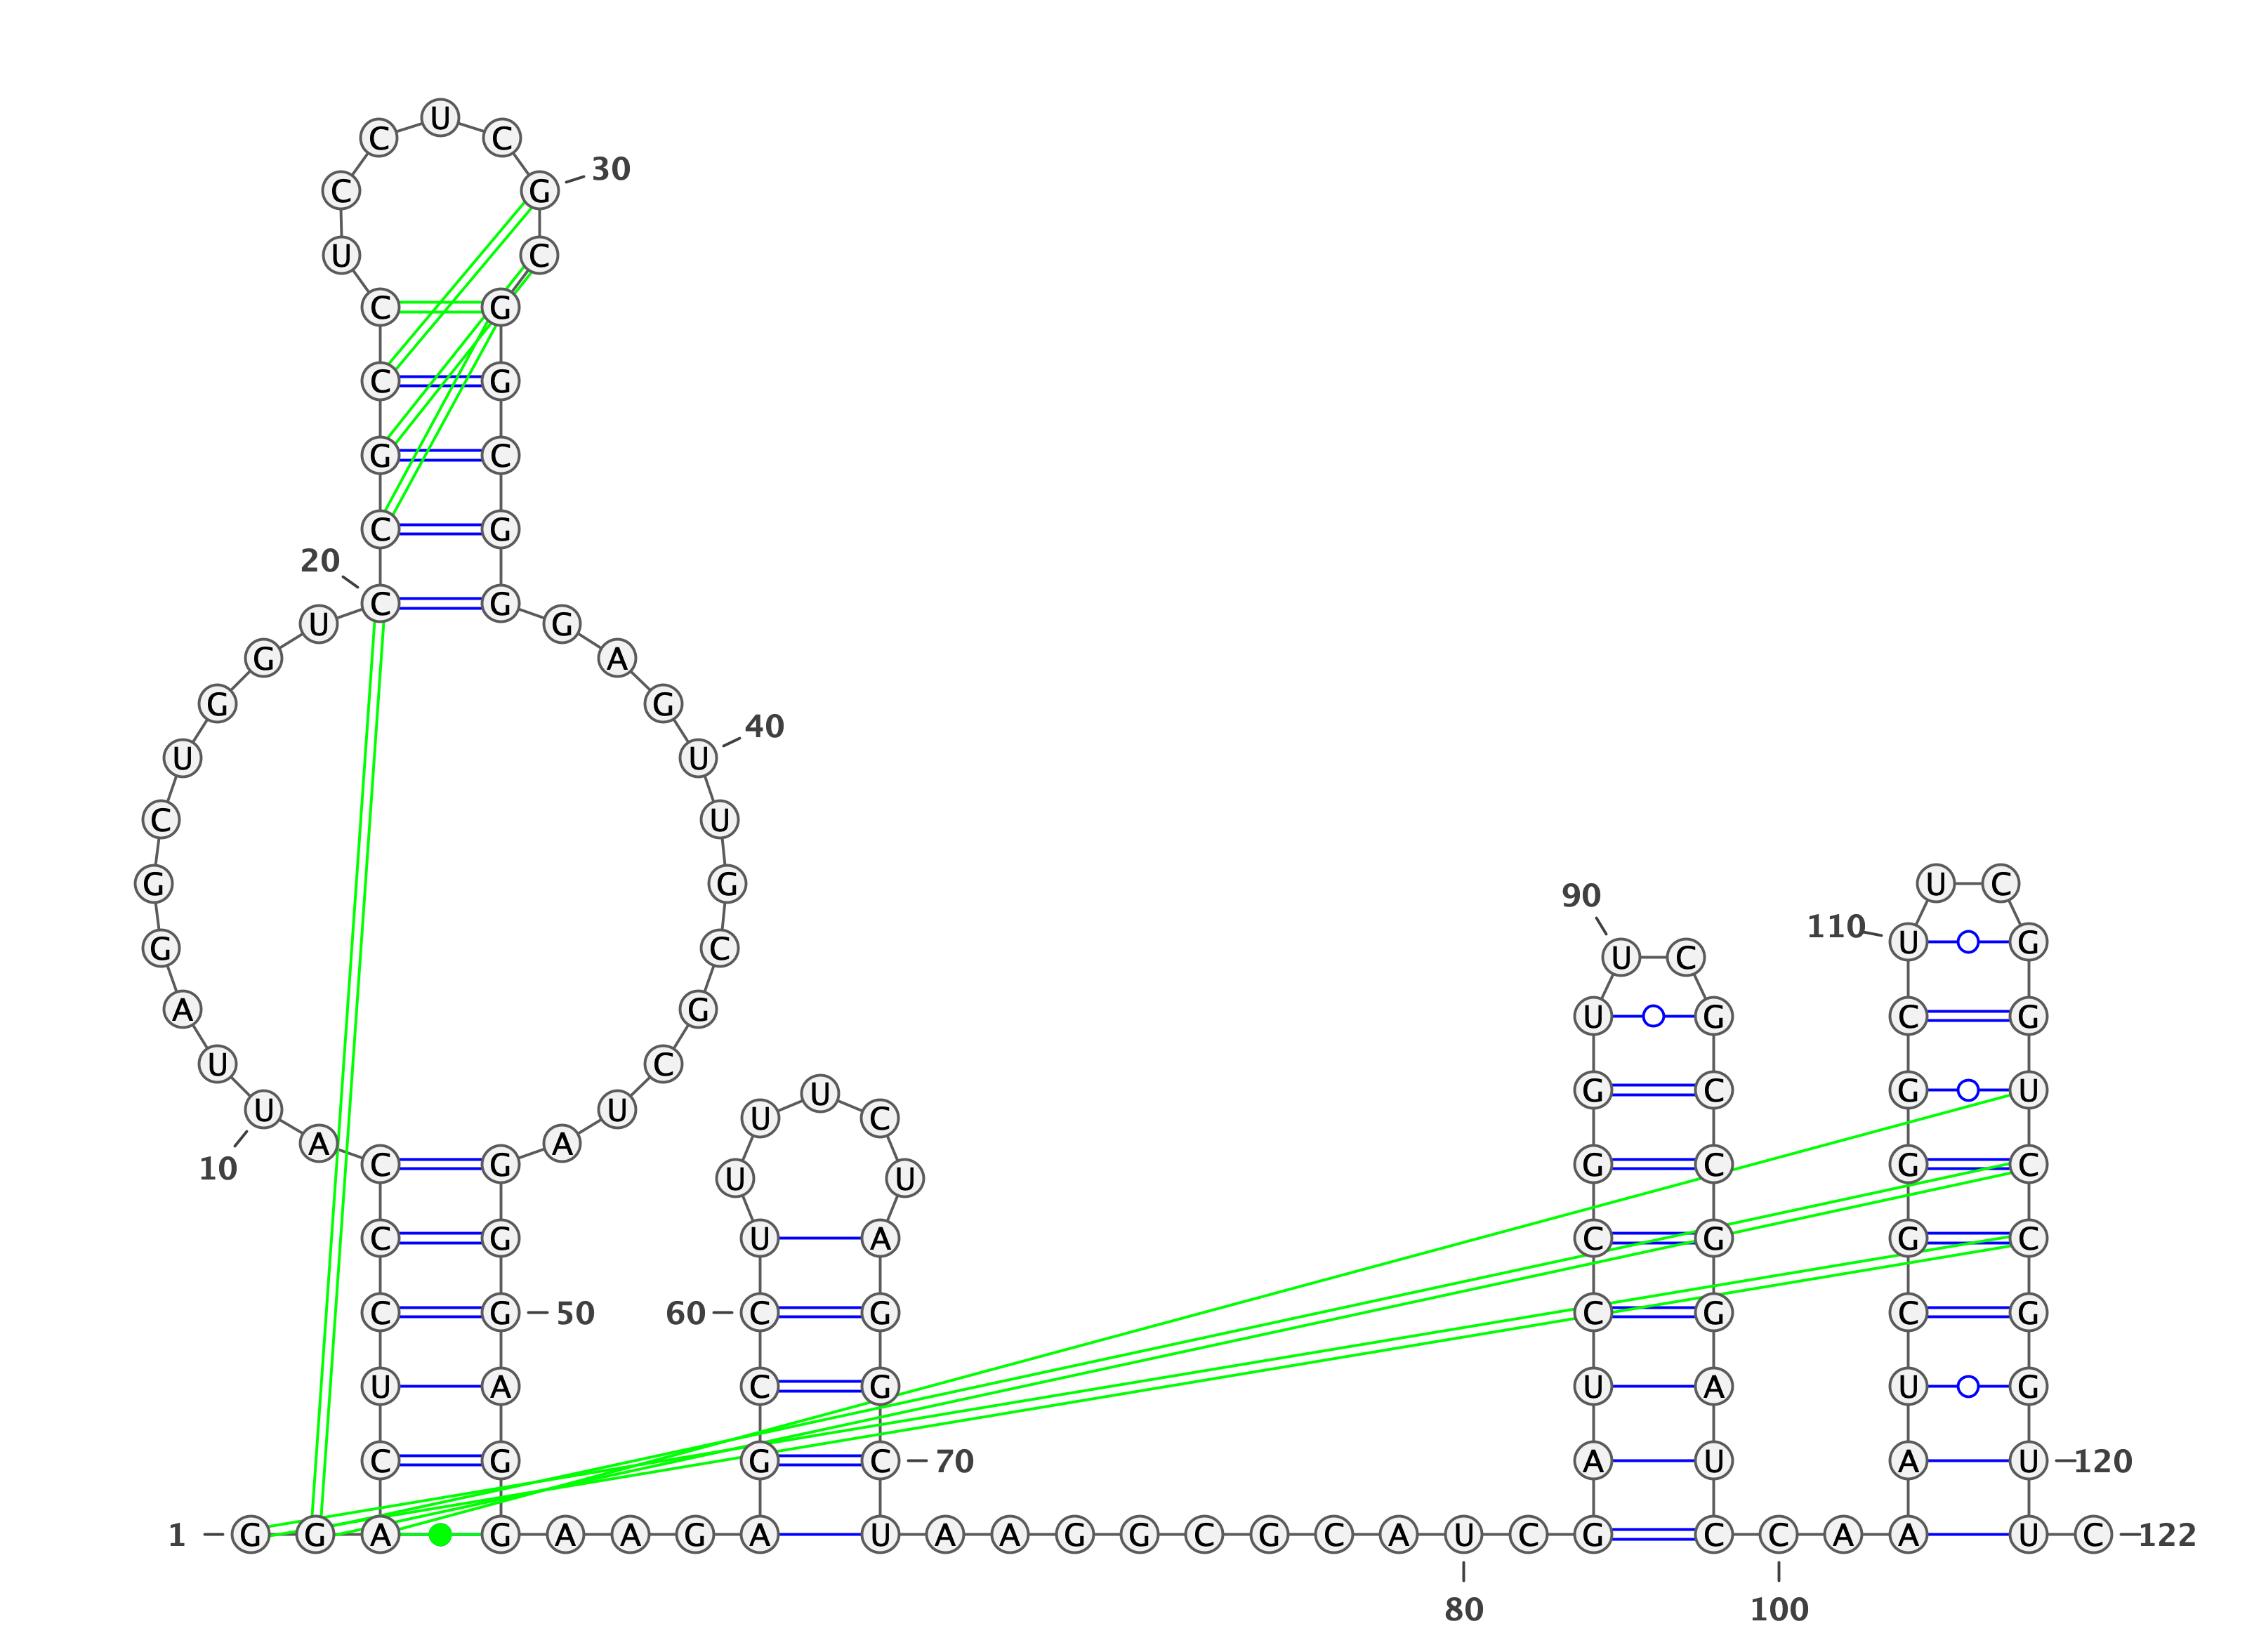 C U C
C G 30
U C
C G
C G
G C
C G
20
C G
U G
G A
G G
40
U U
C U
G G U C
90
110 U G
G C U C
A G U G C G
U C
G C G U
U U U U U C
A A
C G G C G C
10 U U
C G U A C G G C
C G 50 60 C G C G C G
U A C G U A U G
C G G C 70 A U A U 120
1 G G A G A A G A U A A G G C G C A U C G C C A A A U C 122
80 100